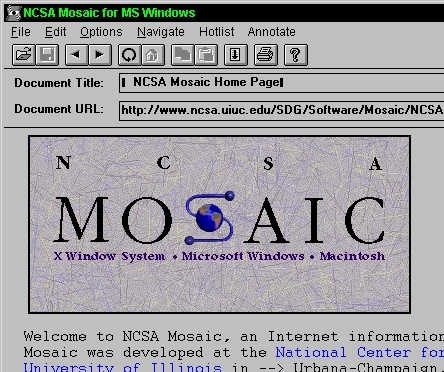 NCSA Mosaic for MS Windows
File Edit Options Navigate Hotlist Annotate
Document Title: NCSA Mosaic Home Page
Document URL: http://www.ncsa.uiuc.edu/SDG/Software/Mosaic/NCSA
N C S A
MOSAIC
X Window System • Microsoft Windows • Macintosh
Welcome to NCSA Mosaic, an Internet information
Mosaic was developed at the National Center for
University of Illinois in --> Urbana-Champaign